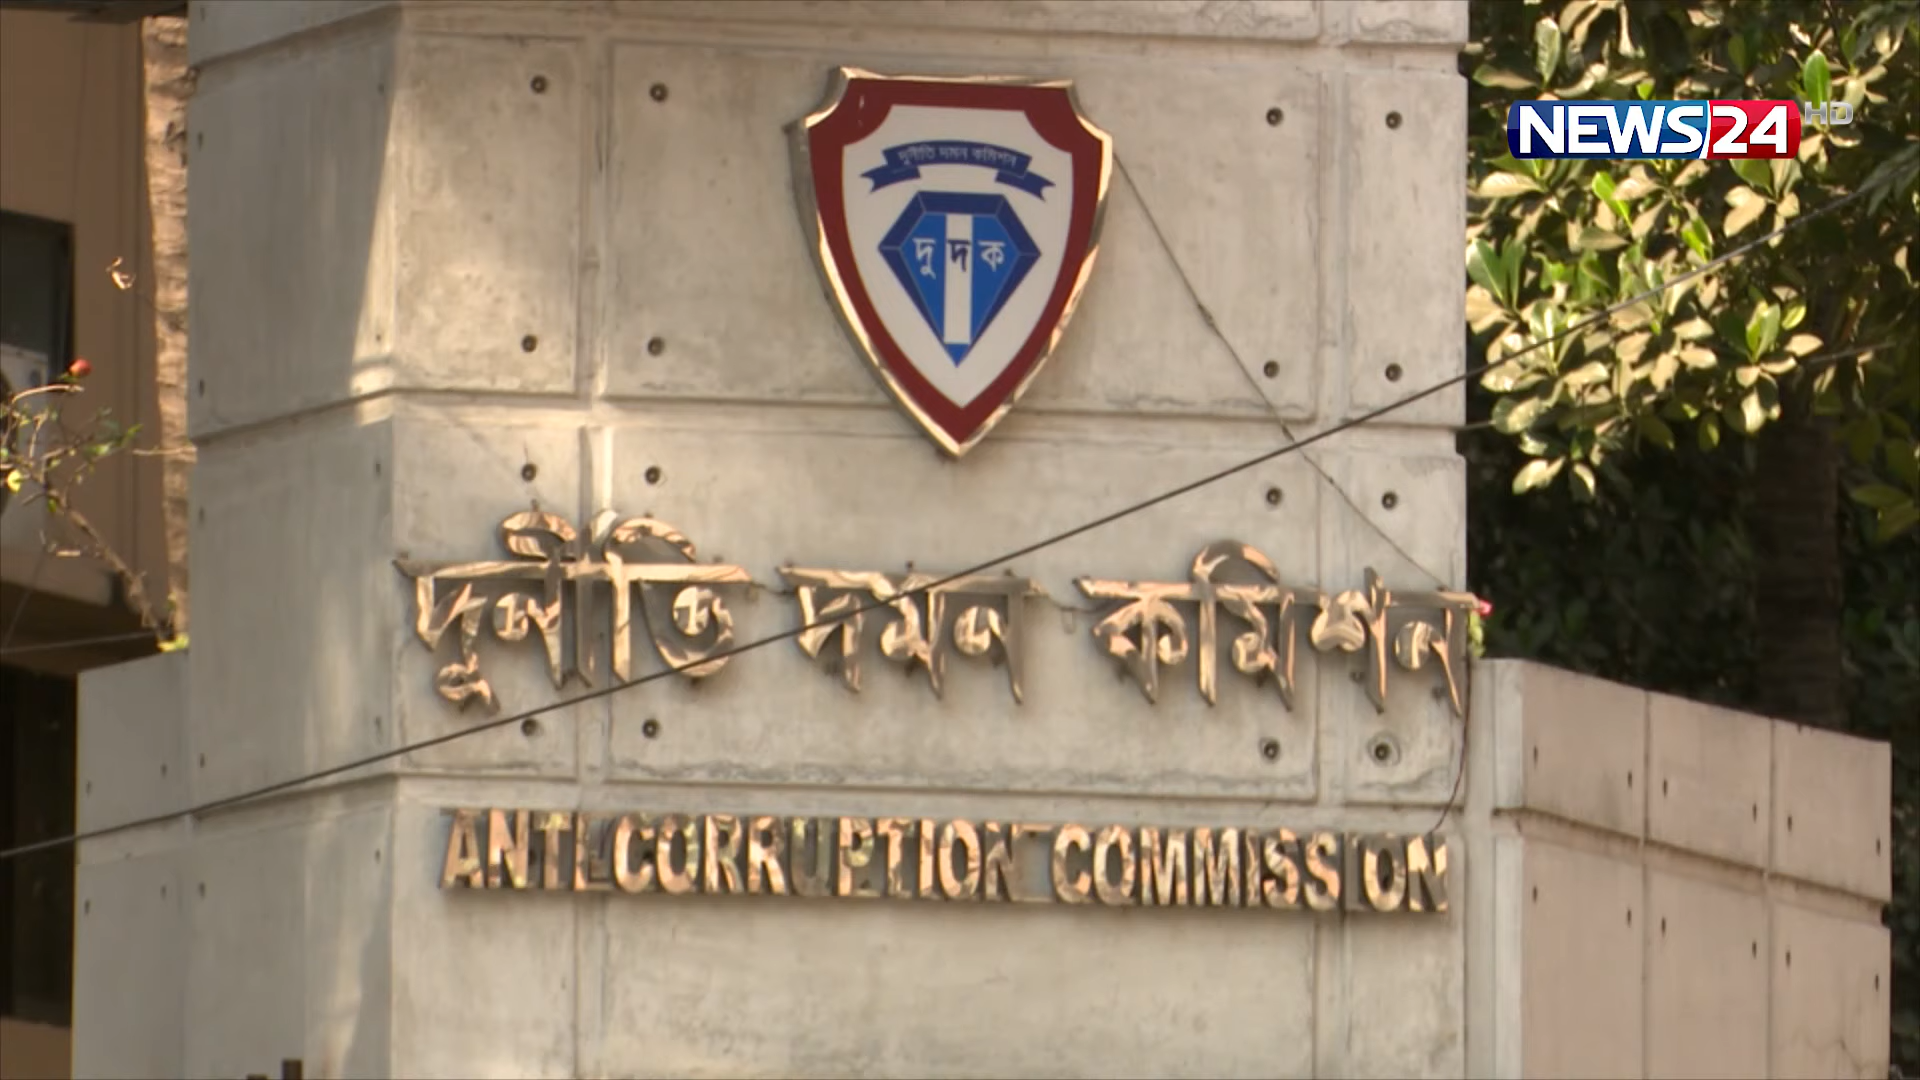 NEWS24 HD
দুর্নীতি দমন কমিশন
দুদক
দুর্নীতি দমন কমিশন
ANTI-CORRUPTION COMMISSION